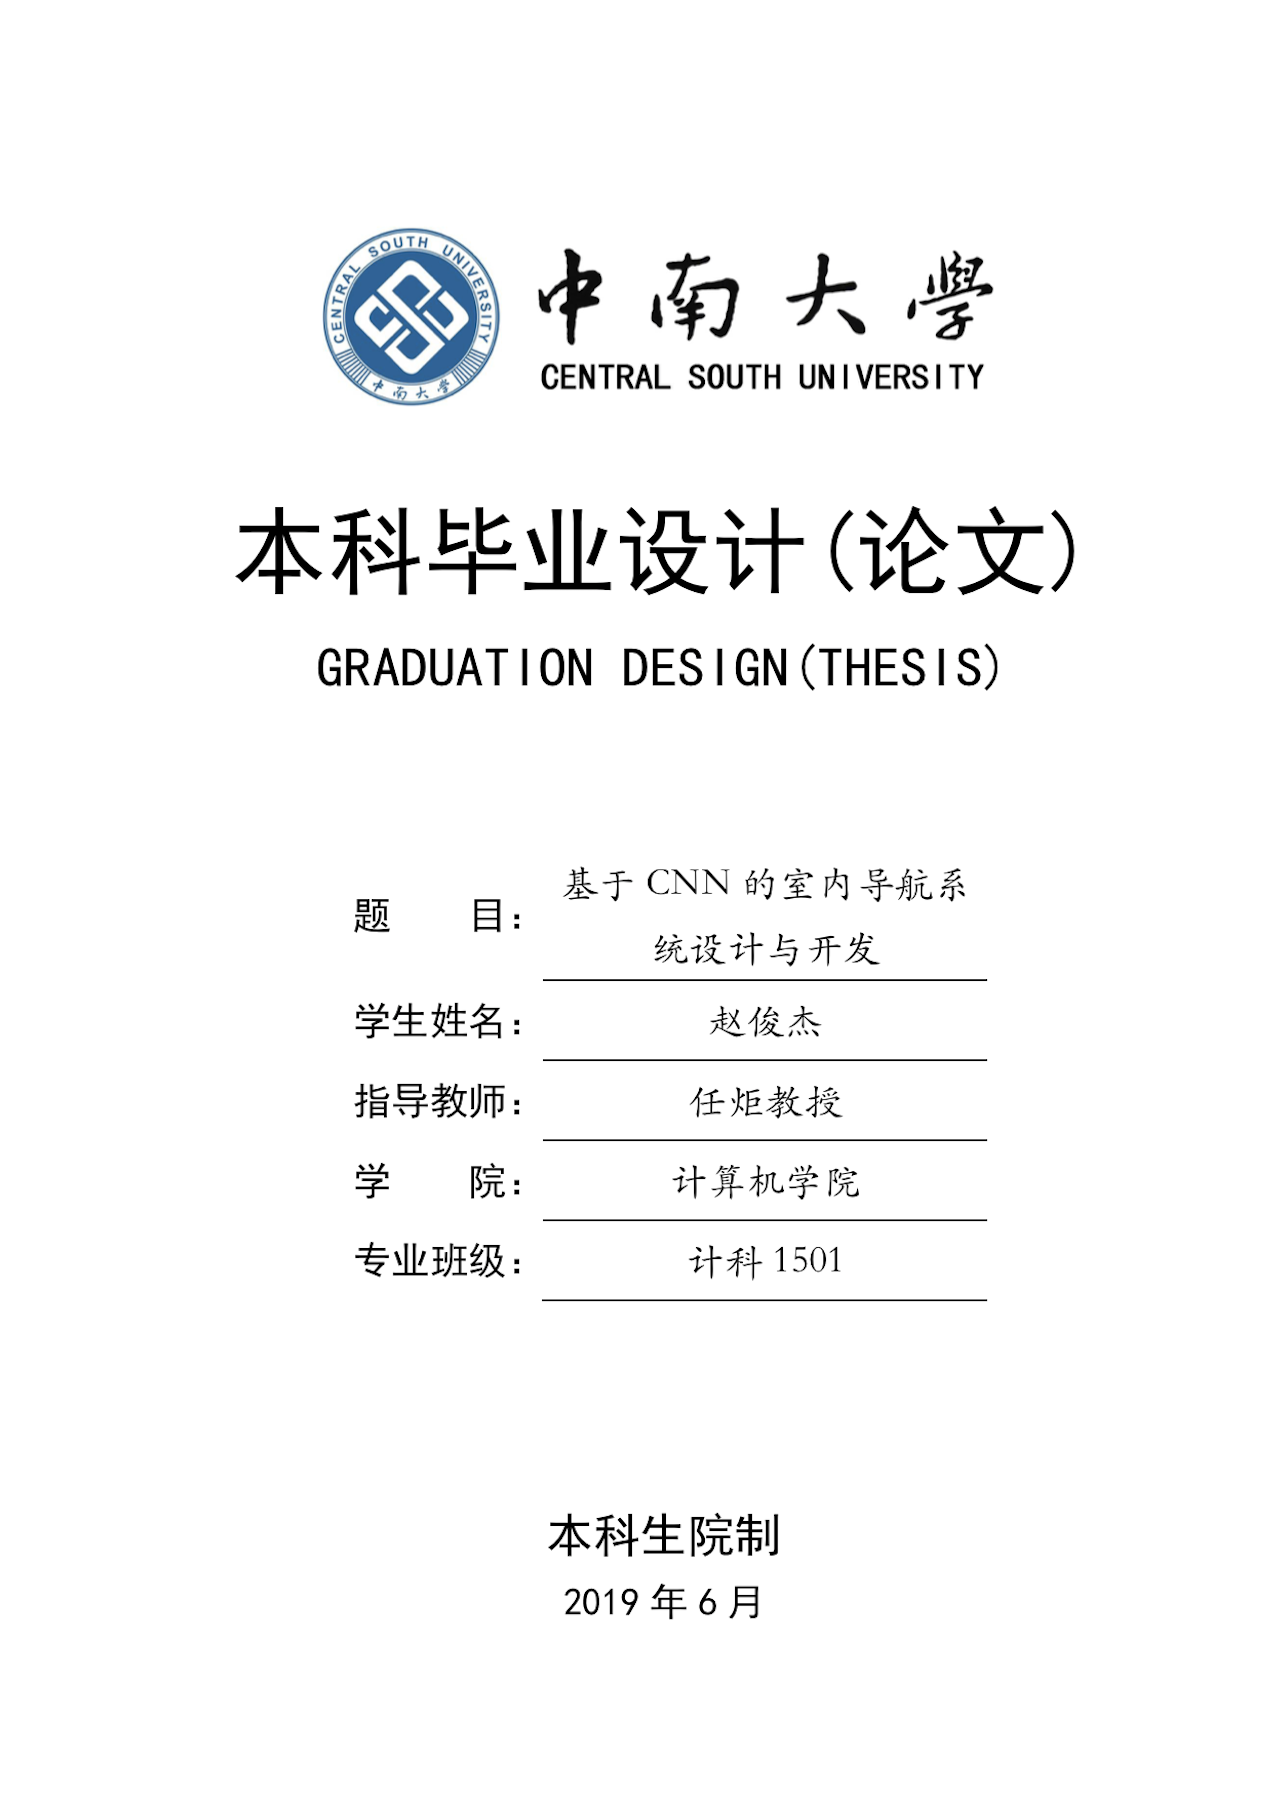 CENTRAL SOUTH UNIVERSITY
中南大学
中南大學
CENTRAL SOUTH UNIVERSITY
本科毕业设计(论文)
GRADUATION DESIGN(THESIS)
题目：基于 CNN 的室内导航系
统设计与开发
学生姓名：赵俊杰
指导教师：任炬教授
学院：计算机学院
专业班级：计科 1501
本科生院制
2019 年 6 月